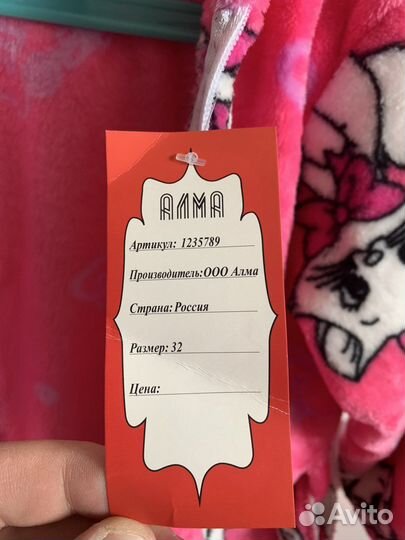 АЛМА
Артикул: 1235789
Производитель:ООО Алма
Страна:Россия
Размер: 32
Цена:
Avito